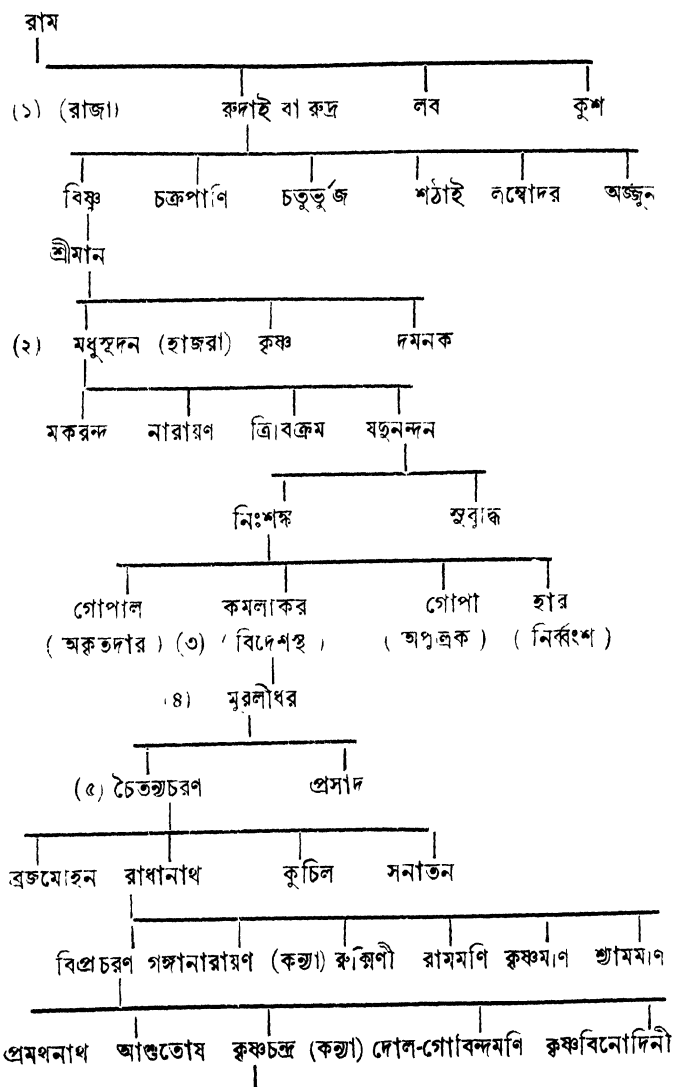 রাম
(১) (রাজা) রুদাই বা রুদ্র লব কুশ
বিষ্ণু চক্রপাণি চতুর্ভুজ শঠাই লম্বোদর অর্জ্জুন
শ্রীমান
(২) মধুসূদন (হাজরা) কৃষ্ণ দমনক
মকরন্দ নারায়ণ ত্রিবিক্রম যদুনন্দন
নিঃশঙ্ক সুবুদ্ধি
গোপাল কমলাকর গোপী হরি
(অকৃতদার) (৩) (বিদেশস্থ) (অপুত্রক) (নির্ব্বংশ)
(৪) মুরলীধর
(৫) চৈতন্যচরণ প্রসাদ
ব্রজমোহন রাধানাথ কুচিল সনাতন
বিপ্রচরণ গঙ্গানারায়ণ (কন্যা) রুক্মিণী রামমণি কৃষ্ণমণি শ্যামমণি
প্রমথনাথ আশুতোষ কৃষ্ণচন্দ্র (কন্যা) দোল-গোবিন্দমণি কৃষ্ণবিনোদিনী